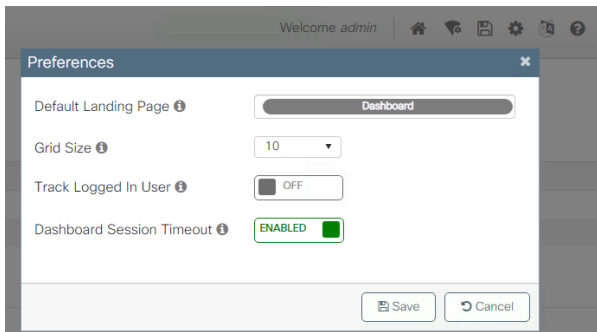 Welcome admin
Preferences
Default Landing Page
Dashboard
Grid Size
10
Track Logged In User
OFF
Dashboard Session Timeout
ENABLED
Save
Cancel